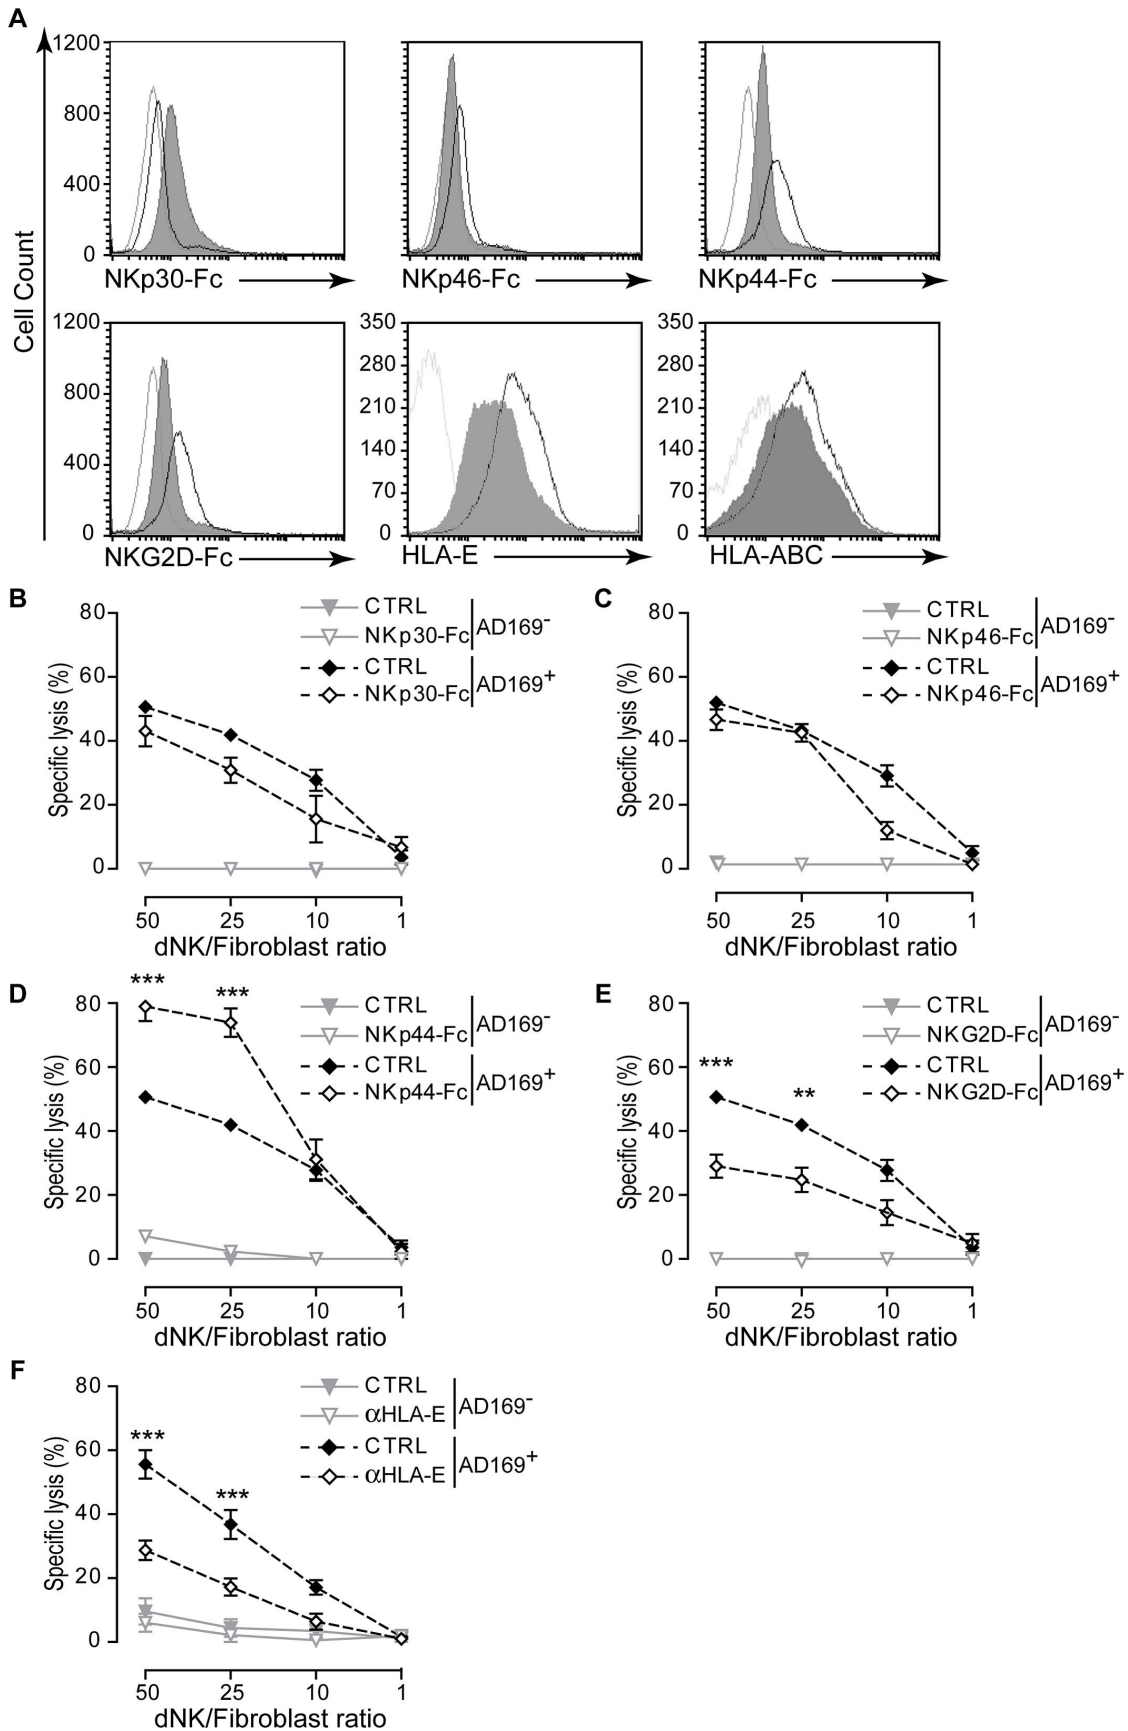 A
Cell Count
1200
800
400
0
NKp30-Fc
NKp46-Fc
NKp44-Fc
1200
800
400
0
NKG2D-Fc
350
280
210
140
70
0
HLA-E
350
280
210
140
70
0
HLA-ABC
B
80
60
40
20
0
Specific lysis (%)
CTRL
NKp30-Fc
AD169-
CTRL
NKp30-Fc
AD169+
50 25 10 1
dNK/Fibroblast ratio
C
80
60
40
20
0
Specific lysis (%)
CTRL
NKp46-Fc
AD169-
CTRL
NKp46-Fc
AD169+
50 25 10 1
dNK/Fibroblast ratio
D
80
60
40
20
0
Specific lysis (%)
*** ***
CTRL
NKp44-Fc
AD169-
CTRL
NKp44-Fc
AD169+
50 25 10 1
dNK/Fibroblast ratio
E
80
60
40
20
0
Specific lysis (%)
*** **
CTRL
NKG2D-Fc
AD169-
CTRL
NKG2D-Fc
AD169+
50 25 10 1
dNK/Fibroblast ratio
F
80
60
40
20
0
Specific lysis (%)
***
***
CTRL
αHLA-E
AD169-
CTRL
αHLA-E
AD169+
50 25 10 1
dNK/Fibroblast ratio